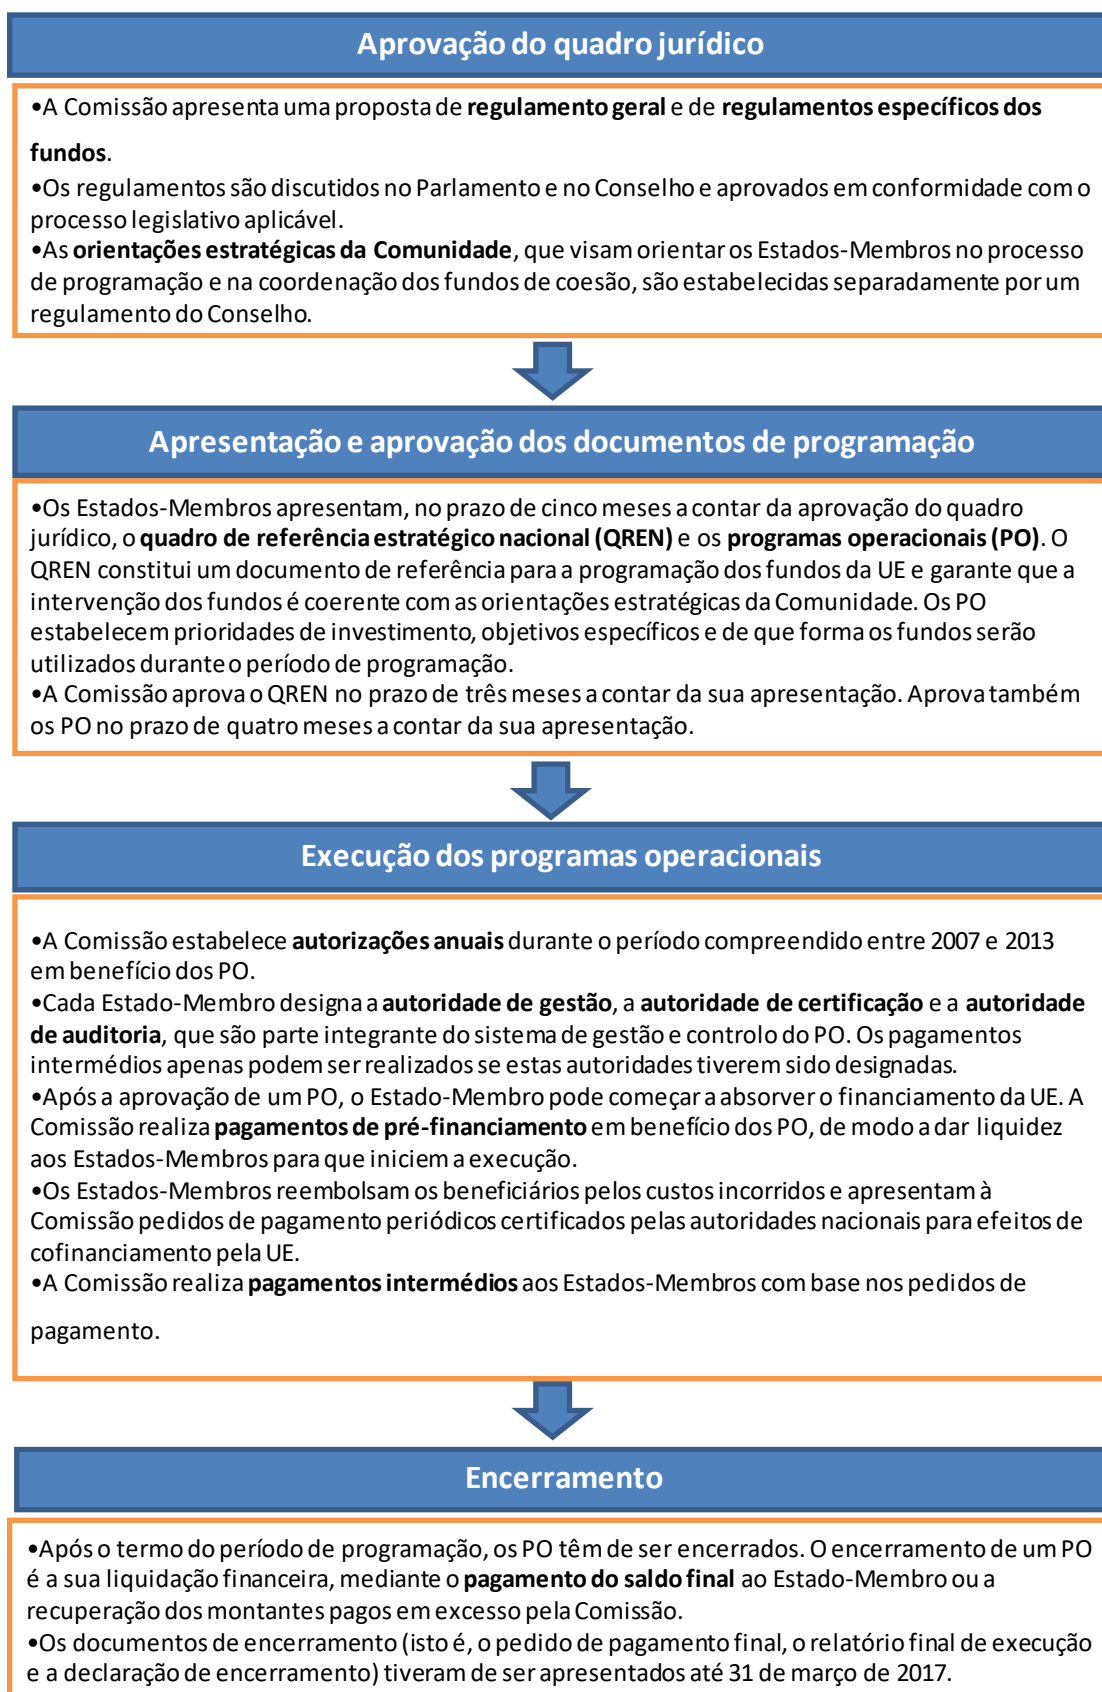 Aprovação do quadro jurídico
•A Comissão apresenta uma proposta de regulamento geral e de regulamentos específicos dos
fundos.
•Os regulamentos são discutidos no Parlamento e no Conselho e aprovados em conformidade com o
processo legislativo aplicável.
•As orientações estratégicas da Comunidade, que visam orientar os Estados-Membros no processo
de programação e na coordenação dos fundos de coesão, são estabelecidas separadamente por um
regulamento do Conselho.
Apresentação e aprovação dos documentos de programação
•Os Estados-Membros apresentam, no prazo de cinco meses a contar da aprovação do quadro
jurídico, o quadro de referência estratégico nacional (QREN) e os programas operacionais (PO). O
QREN constitui um documento de referência para a programação dos fundos da UE e garante que a
intervenção dos fundos é coerente com as orientações estratégicas da Comunidade. Os PO
estabelecem prioridades de investimento, objetivos específicos e de que forma os fundos serão
utilizados durante o período de programação.
•A Comissão aprova o QREN no prazo de três meses a contar da sua apresentação. Aprova também
os PO no prazo de quatro meses a contar da sua apresentação.
Execução dos programas operacionais
•A Comissão estabelece autorizações anuais durante o período compreendido entre 2007 e 2013
em benefício dos PO.
•Cada Estado-Membro designa a autoridade de gestão, a autoridade de certificação e a autoridade
de auditoria, que são parte integrante do sistema de gestão e controlo do PO. Os pagamentos
intermédios apenas podem ser realizados se estas autoridades tiverem sido designadas.
•Após a aprovação de um PO, o Estado-Membro pode começar a absorver o financiamento da UE. A
Comissão realiza pagamentos de pré-financiamento em benefício dos PO, de modo a dar liquidez
aos Estados-Membros para que iniciem a execução.
•Os Estados-Membros reembolsam os beneficiários pelos custos incorridos e apresentam à
Comissão pedidos de pagamento periódicos certificados pelas autoridades nacionais para efeitos de
cofinanciamento pela UE.
•A Comissão realiza pagamentos intermédios aos Estados-Membros com base nos pedidos de
pagamento.
Encerramento
•Após o termo do período de programação, os PO têm de ser encerrados. O encerramento de um PO
é a sua liquidação financeira, mediante o pagamento do saldo final ao Estado-Membro ou a
recuperação dos montantes pagos em excesso pela Comissão.
•Os documentos de encerramento (isto é, o pedido de pagamento final, o relatório final de execução
e a declaração de encerramento) tiveram de ser apresentados até 31 de março de 2017.